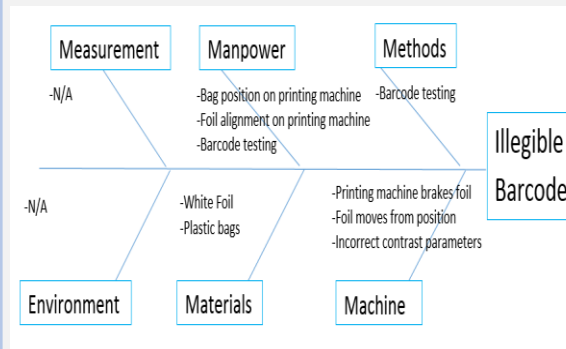 Measurement
Manpower
Methods
-N/A
-Bag position on printing machine
-Foil alignment on printing machine
-Barcode testing
-Barcode testing
Illegible
Barcode
-N/A
-White Foil
-Plastic bags
-Printing machine brakes foil
-Foil moves from position
-Incorrect contrast parameters
Environment
Materials
Machine